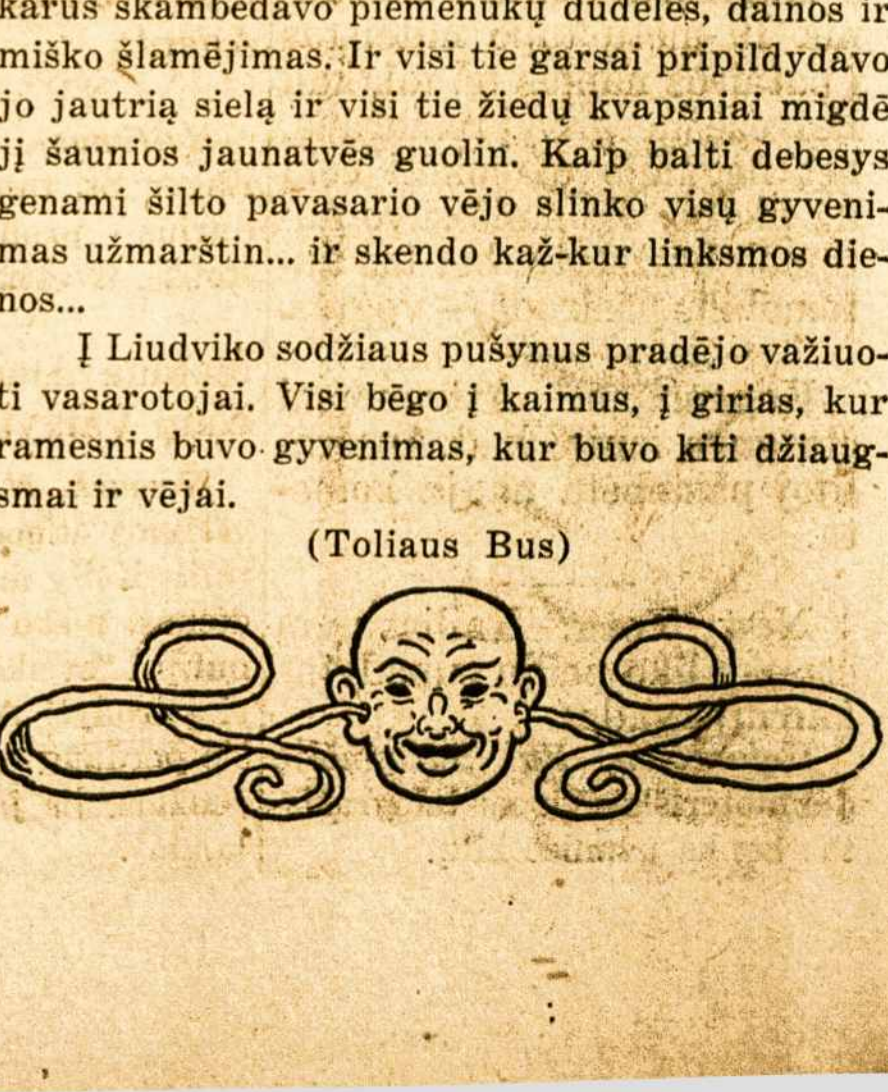 karus skambėdavo piemenukų dūdelės, dainos ir
miško šlamėjimas. Ir visi tie garsai pripildydavo
jo jautrią sielą ir visi tie žiedų kvapsniai migdė
jį šaunios jaunatvės guolin. Kaip balti debesys
genami šilto pavasario vėjo slinko visų gyveni-
mas užmarštin... ir skendo kaž-kur linksmos die-
nos...
Į Liudviko sodžiaus pušynus pradėjo važiuo-
ti vasarotojai. Visi bėgo į kaimus, į girias, kur
ramesnis buvo gyvenimas, kur buvo kiti džiaug-
smai ir vėjai.
(Toliaus Bus)